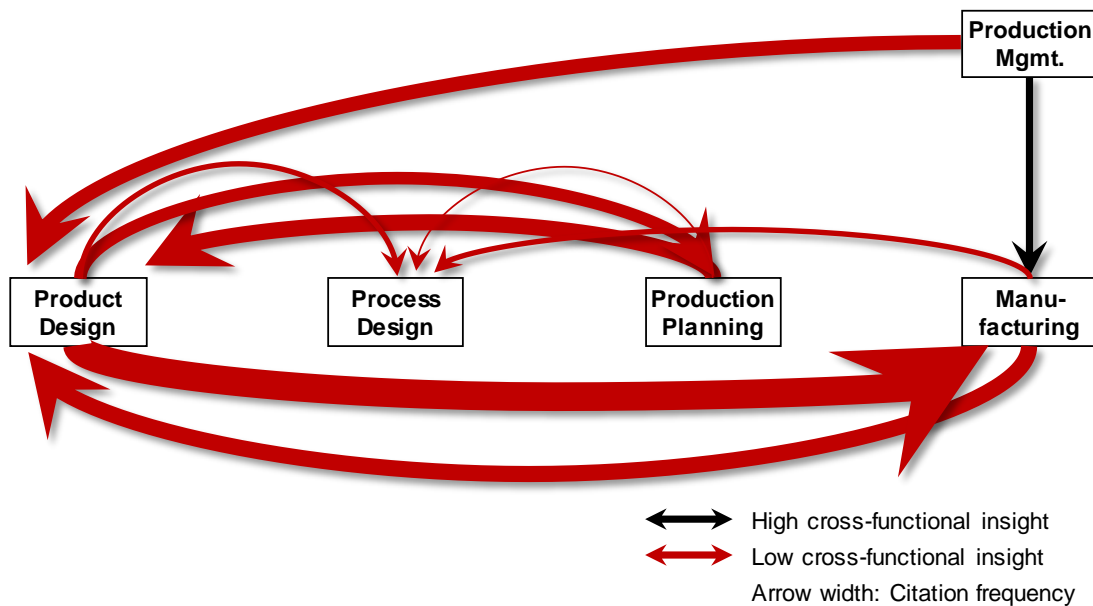 Production
Mgmt.
Product
Design
Process
Design
Production
Planning
Manu-
facturing
High cross-functional insight
Low cross-functional insight
Arrow width: Citation frequency